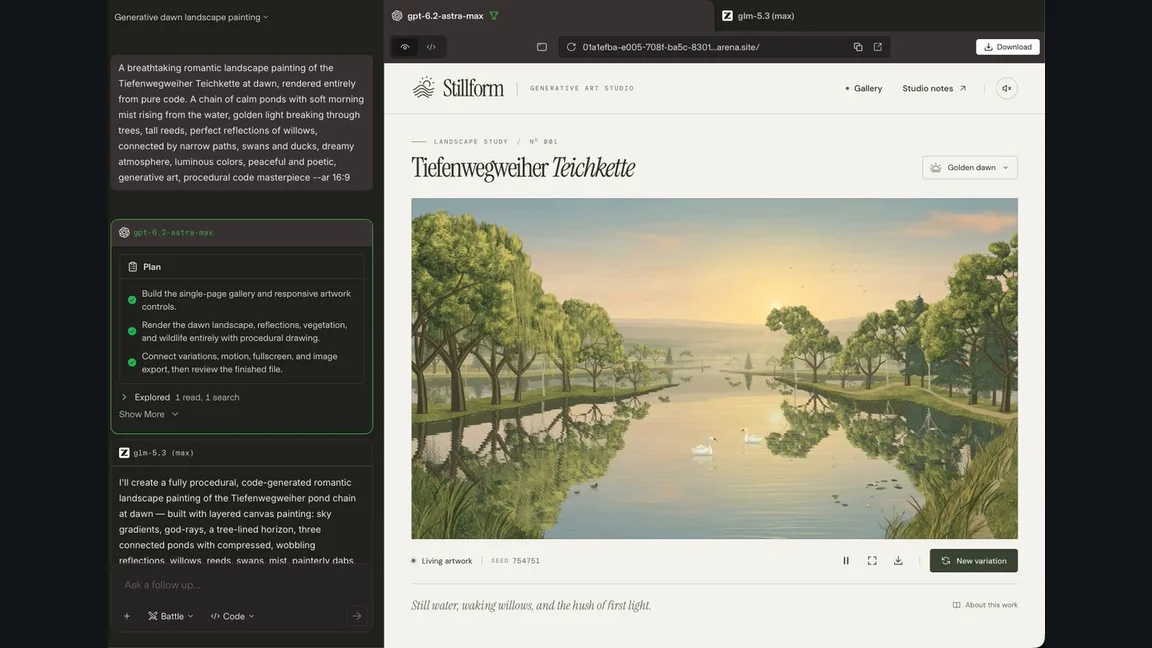 Generative dawn landscape painting
A breathtaking romantic landscape painting of the
Tiefenwegweiher Teichkette at dawn, rendered entirely
from pure code. A chain of calm ponds with soft morning
mist rising from the water, golden light breaking through
trees, tall reeds, perfect reflections of willows,
connected by narrow paths, swans and ducks, dreamy
atmosphere, luminous colors, peaceful and poetic,
generative art, procedural code masterpiece --ar 16:9
gpt-6.2-astra-max
Plan
Build the single-page gallery and responsive artwork
controls.
Render the dawn landscape, reflections, vegetation,
and wildlife entirely with procedural drawing.
Connect variations, motion, fullscreen, and image
export, then review the finished file.
Explored 1 read, 1 search
Show More
glm-5.3 (max)
I'll create a fully procedural, code-generated romantic
landscape painting of the Tiefenwegweiher pond chain
at dawn — built with layered canvas painting: sky
gradients, god-rays, a tree-lined horizon, three
connected ponds with compressed, wobbling
reflections, willows, reeds, swans, mist, painterly dabs,
Ask a follow up...
+ Battle </> Code
gpt-6.2-astra-max
glm-5.3 (max)
01a1efba-e005-708f-ba5c-8301...arena.site/
Download
Stillform
GENERATIVE ART STUDIO
Gallery
Studio notes
LANDSCAPE STUDY / Nº 001
Tiefenwegweiher Teichkette
Golden dawn
Living artwork
SEED 754751
New variation
Still water, waking willows, and the hush of first light.
About this work